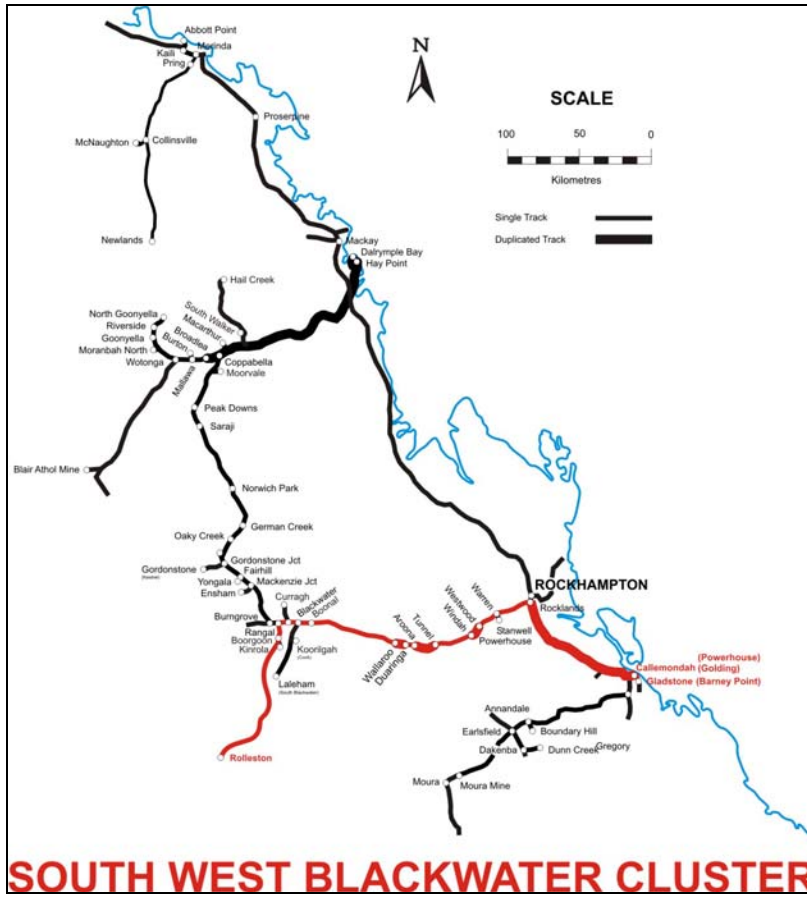 Abbott Point
N
Kaili
Merinda
Pring
SCALE
100 50 0
Kilometres
Proserpine
McNaughton
Collinsville
Single Track
Duplicated Track
Newlands
Mackay
Dalrymple Bay
Hay Point
Hail Creek
North Goonyella
South Walker
Riverside
Macarthur
Goonyella
Broadlea
Burton
Moranbah North
Wotonga
Mallawa
Coppabella
Moorvale
Peak Downs
Saraji
Blair Athol Mine
Norwich Park
German Creek
Oaky Creek
Gordonstone Jct
Gordonstone
Fairhill
Yongala
Mackenzie Jct
Ensham
Curragh
ROCKHAMPTON
Rocklands
Burngrove
Blackwater
Boonal
Rangal
Boorgoon
Kinrola
Koorilgah
Laleham
(South Blackwater)
Wallaroo
Duaringa
Aroona
Tunnel
Windah
Westwood
Warren
Stanwell
Powerhouse
(Powerhouse)
Callemondah (Golding)
Gladstone (Barney Point)
Annandale
Earlsfield
Boundary Hill
Dakenba
Dunn Creek
Gregory
Rolleston
Moura
Moura Mine
SOUTH WEST BLACKWATER CLUSTER